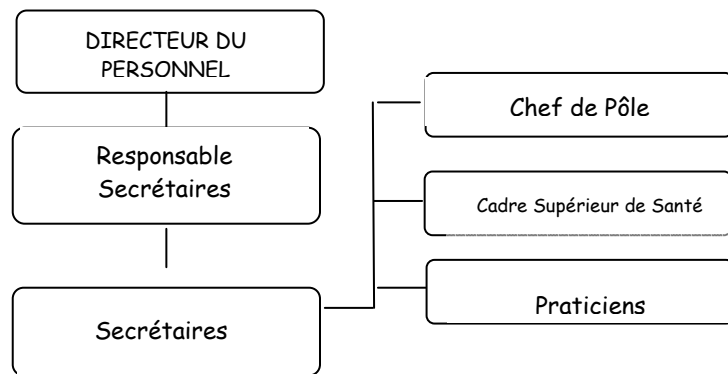 DIRECTEUR DU
PERSONNEL
Responsable
Secrétaires
Secrétaires
Chef de Pôle
Cadre Supérieur de Santé
Praticiens